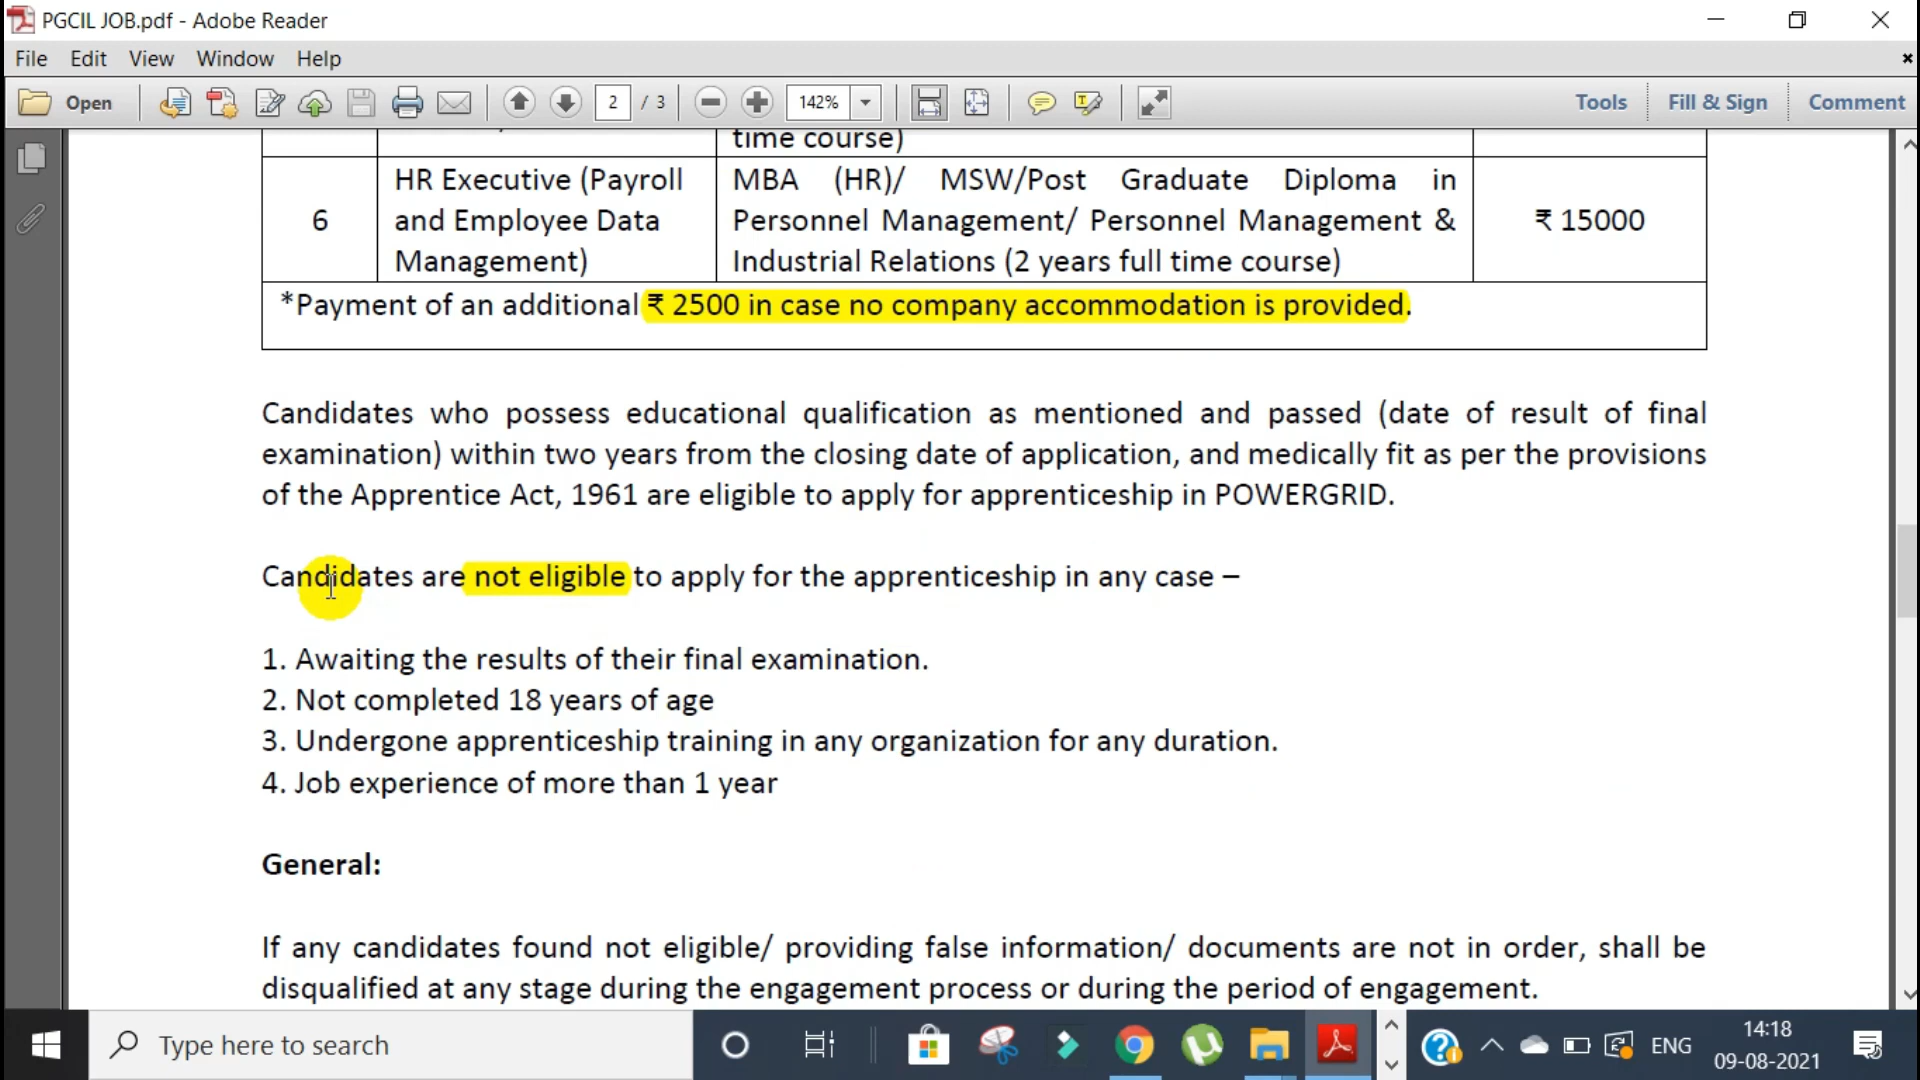 PGCIL JOB.pdf - Adobe Reader
File Edit View Window Help
Open 2 / 3 142% Tools Fill & Sign Comment
time course)
6 HR Executive (Payroll and Employee Data Management) MBA (HR)/ MSW/Post Graduate Diploma in Personnel Management/ Personnel Management & Industrial Relations (2 years full time course) ₹ 15000
*Payment of an additional ₹ 2500 in case no company accommodation is provided.
Candidates who possess educational qualification as mentioned and passed (date of result of final
examination) within two years from the closing date of application, and medically fit as per the provisions
of the Apprentice Act, 1961 are eligible to apply for apprenticeship in POWERGRID.
Candidates are not eligible to apply for the apprenticeship in any case –
1. Awaiting the results of their final examination.
2. Not completed 18 years of age
3. Undergone apprenticeship training in any organization for any duration.
4. Job experience of more than 1 year
General:
If any candidates found not eligible/ providing false information/ documents are not in order, shall be
disqualified at any stage during the engagement process or during the period of engagement.
Type here to search
ENG
14:18
09-08-2021